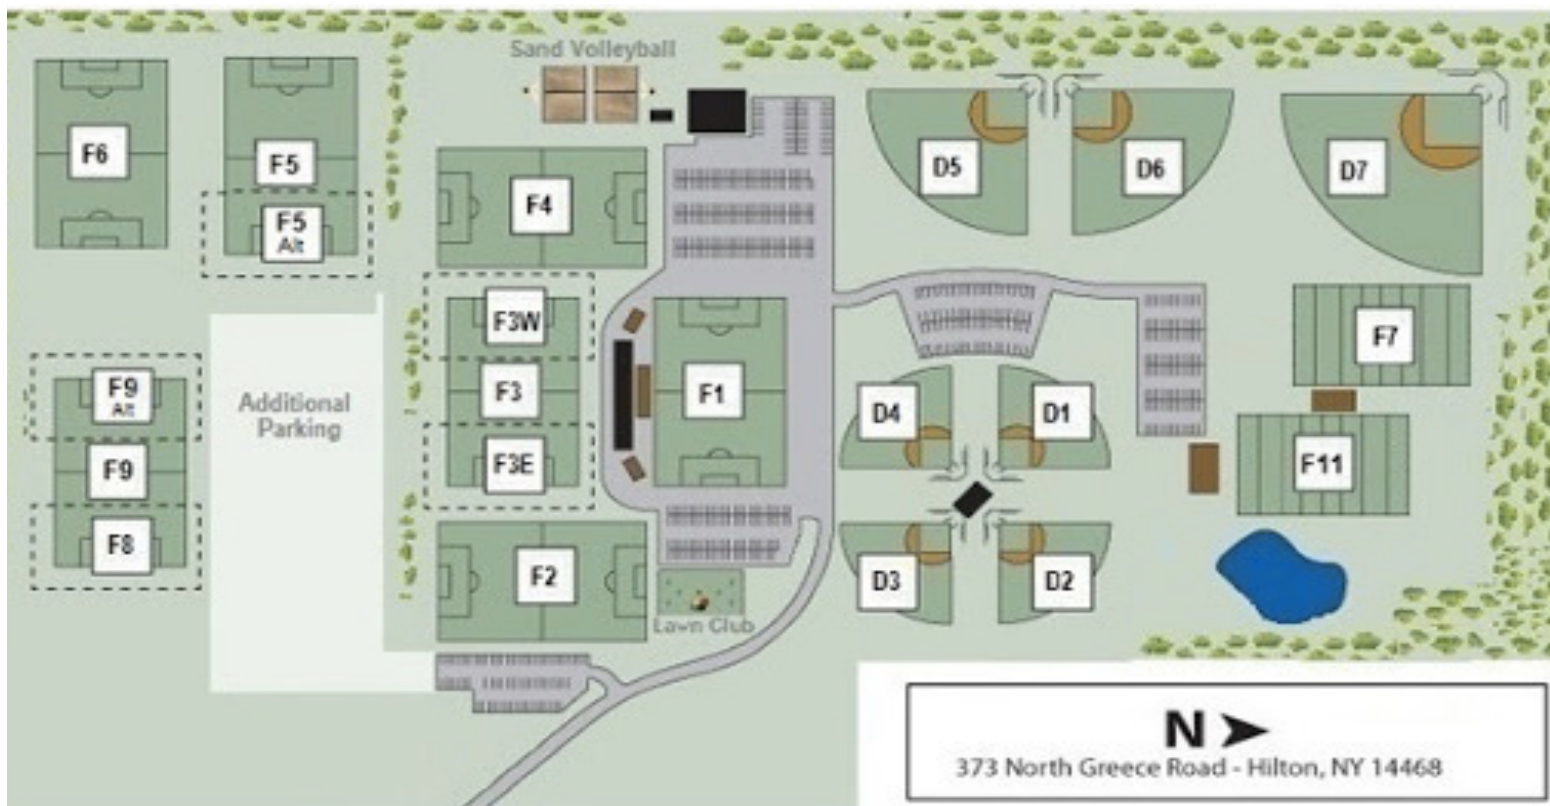 Sand Volleyball
F6
F5
F5
Alt
F4
D5
D6
D7
F3W
F3
F3E
F1
F7
F11
D4
D1
D3
D2
F9
Alt
F9
F8
Additional
Parking
F2
Lawn Club
N
373 North Greece Road - Hilton, NY 14468